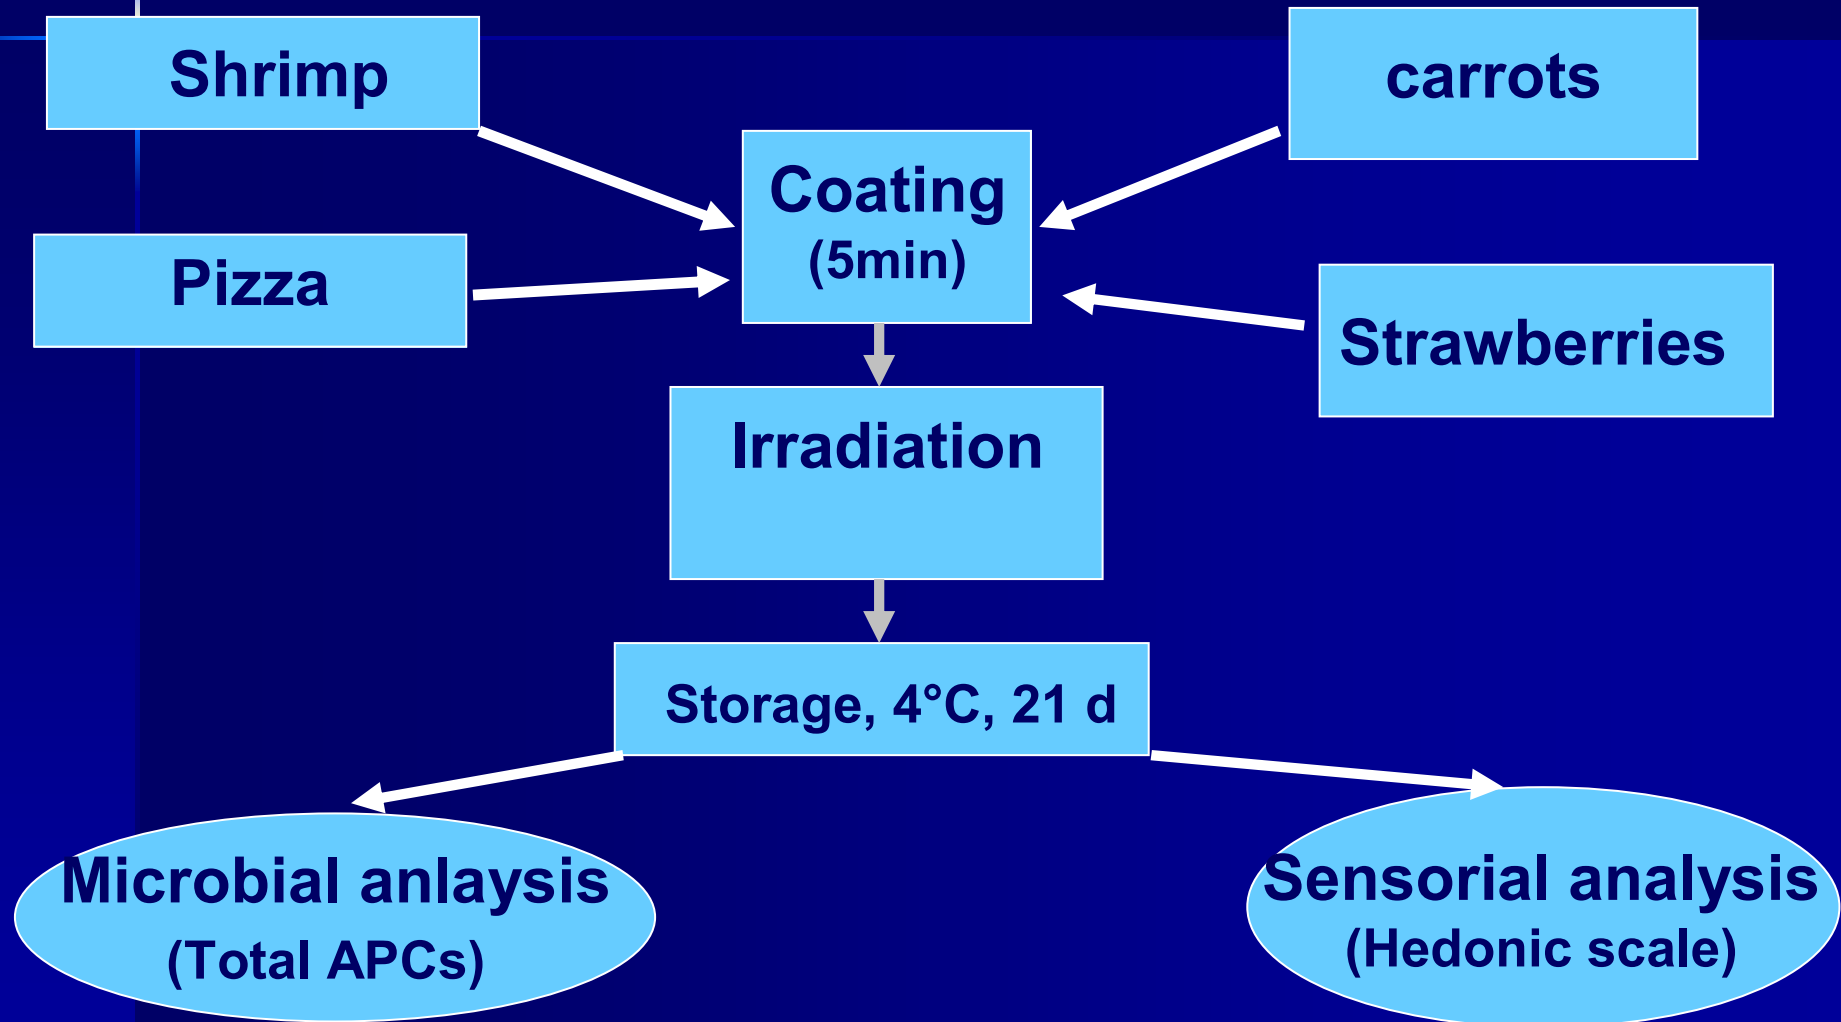 Shrimp
carrots
Coating
(5min)
Pizza
Strawberries
Irradiation
Storage, 4°C, 21 d
Microbial anlaysis
(Total APCs)
Sensorial analysis
(Hedonic scale)